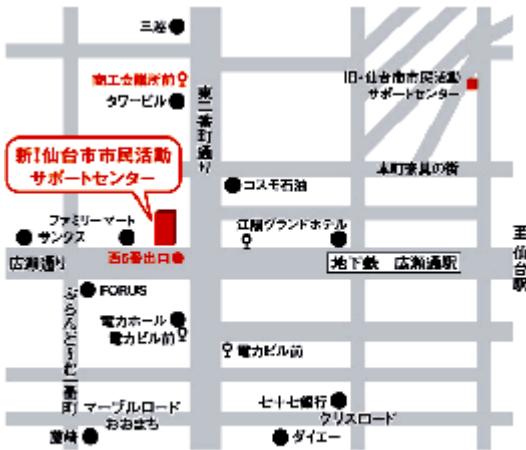 三越
商工会議所前
タワービル
東二番町通り
旧・仙台市市民活動
サポートセンター
新!仙台市市民活動
サポートセンター
本町家具の街
コスモ石油
ファミリーマート
サンクス
江陽グランドホテル
西5番出口
広瀬通り
地下鉄 広瀬通駅
至仙台駅
FORUS
電力ホール
電力ビル前
電力ビル前
ぶらんどーむ一番町
マーブルロード
おおまち
七十七銀行
クリスロード
藤崎
ダイエー